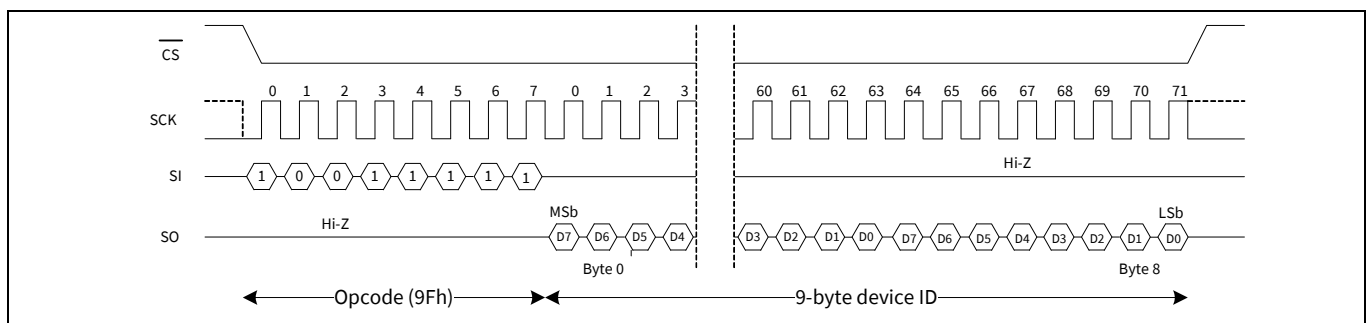 CS
0 1 2 3 4 5 6 7 0 1 2 3 60 61 62 63 64 65 66 67 68 69 70 71
SCK
Hi-Z
SI 1 0 0 1 1 1 1 1
Hi-Z MSb LSb
SO D7 D6 D5 D4 D3 D2 D1 D0 D7 D6 D5 D4 D3 D2 D1 D0
Byte 0 Byte 8
Opcode (9Fh) 9-byte device ID